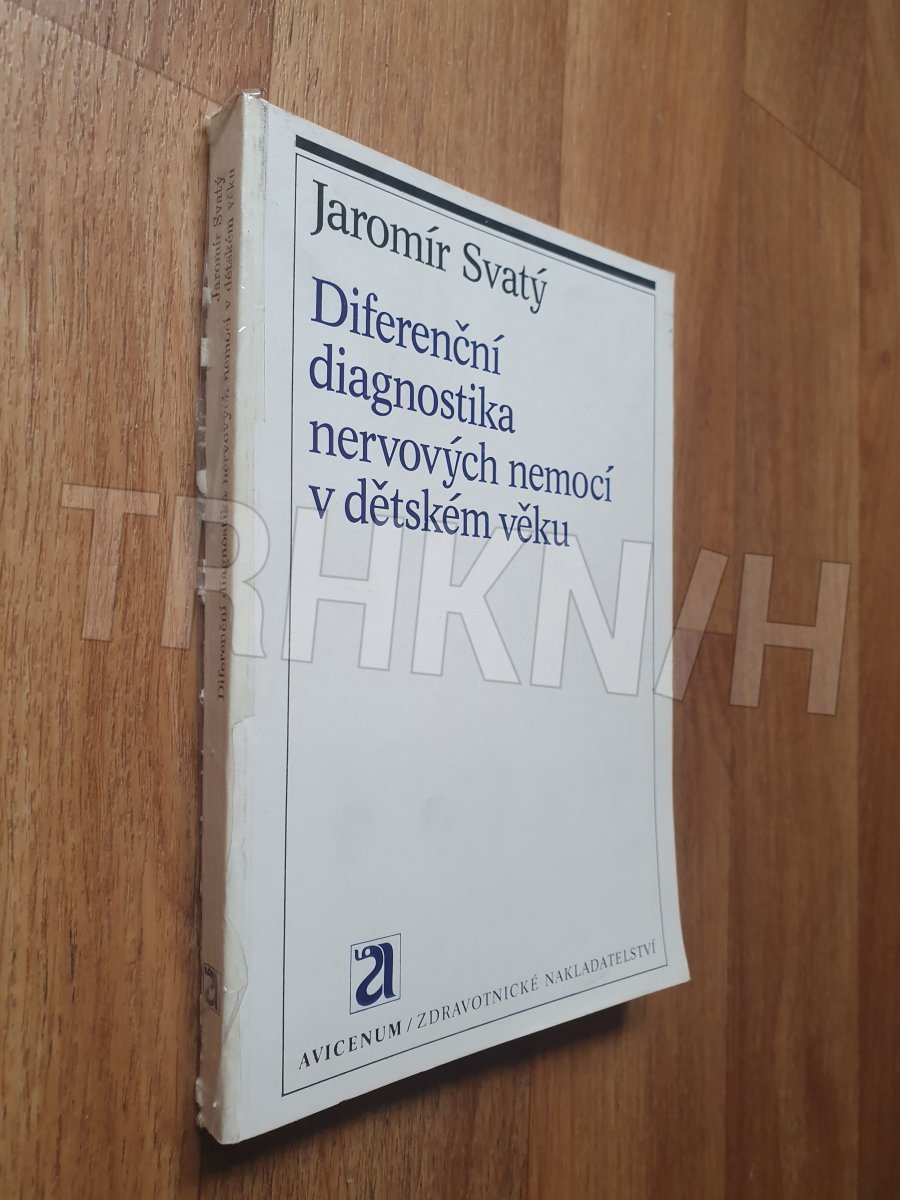 Jaromír Svatý
Diferenční
diagnostika
nervových nemocí
v dětském věku
AVICENUM / ZDRAVOTNICKÉ NAKLADATELSTVÍ
Jaromír Svatý
Diferenční diagnostika nervových nemocí v dětském věku
TRHKNIH